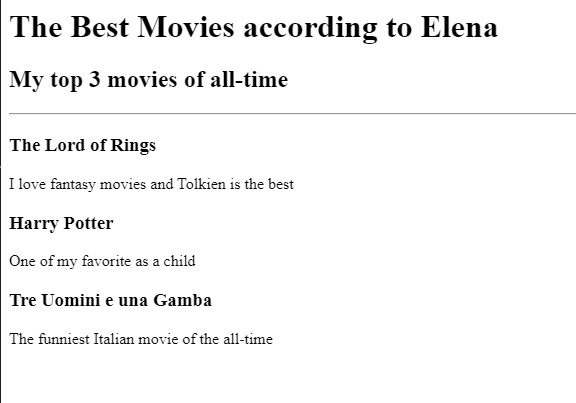 The Best Movies according to Elena
My top 3 movies of all-time
The Lord of Rings
I love fantasy movies and Tolkien is the best
Harry Potter
One of my favorite as a child
Tre Uomini e una Gamba
The funniest Italian movie of the all-time